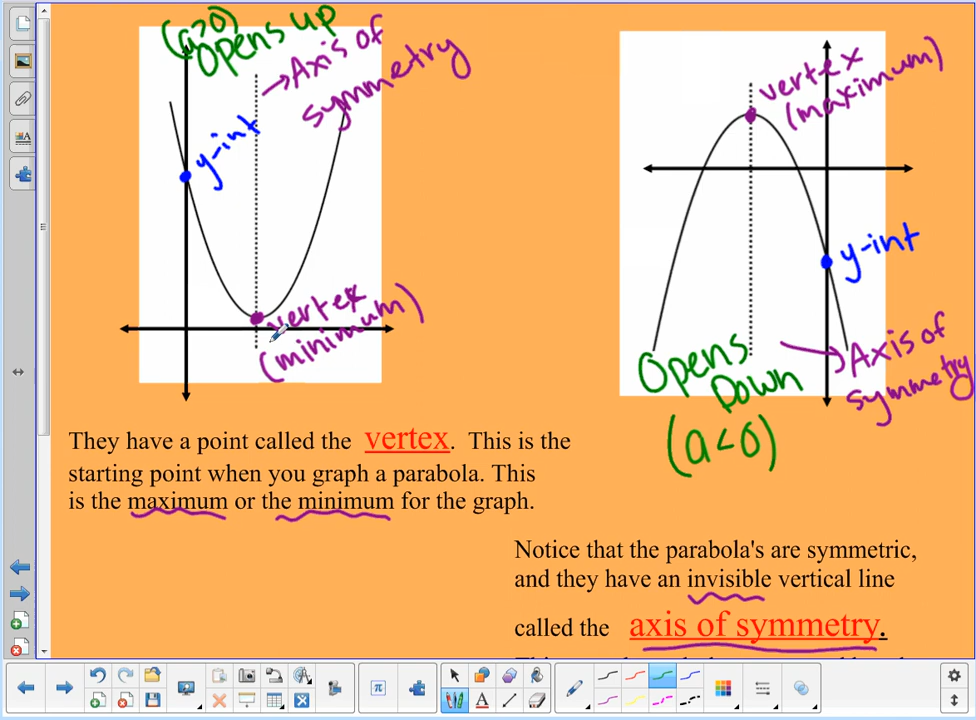 (a>0)
Opens up
→Axis of
symmetry
y-int
vertex
(minimum)
vertex
(maximum)
y-int
Axis of
symmetry
Opens
Down
(a<0)
They have a point called the vertex. This is the
starting point when you graph a parabola. This
is the maximum or the minimum for the graph.
Notice that the parabola's are symmetric,
and they have an invisible vertical line
called the axis of symmetry.